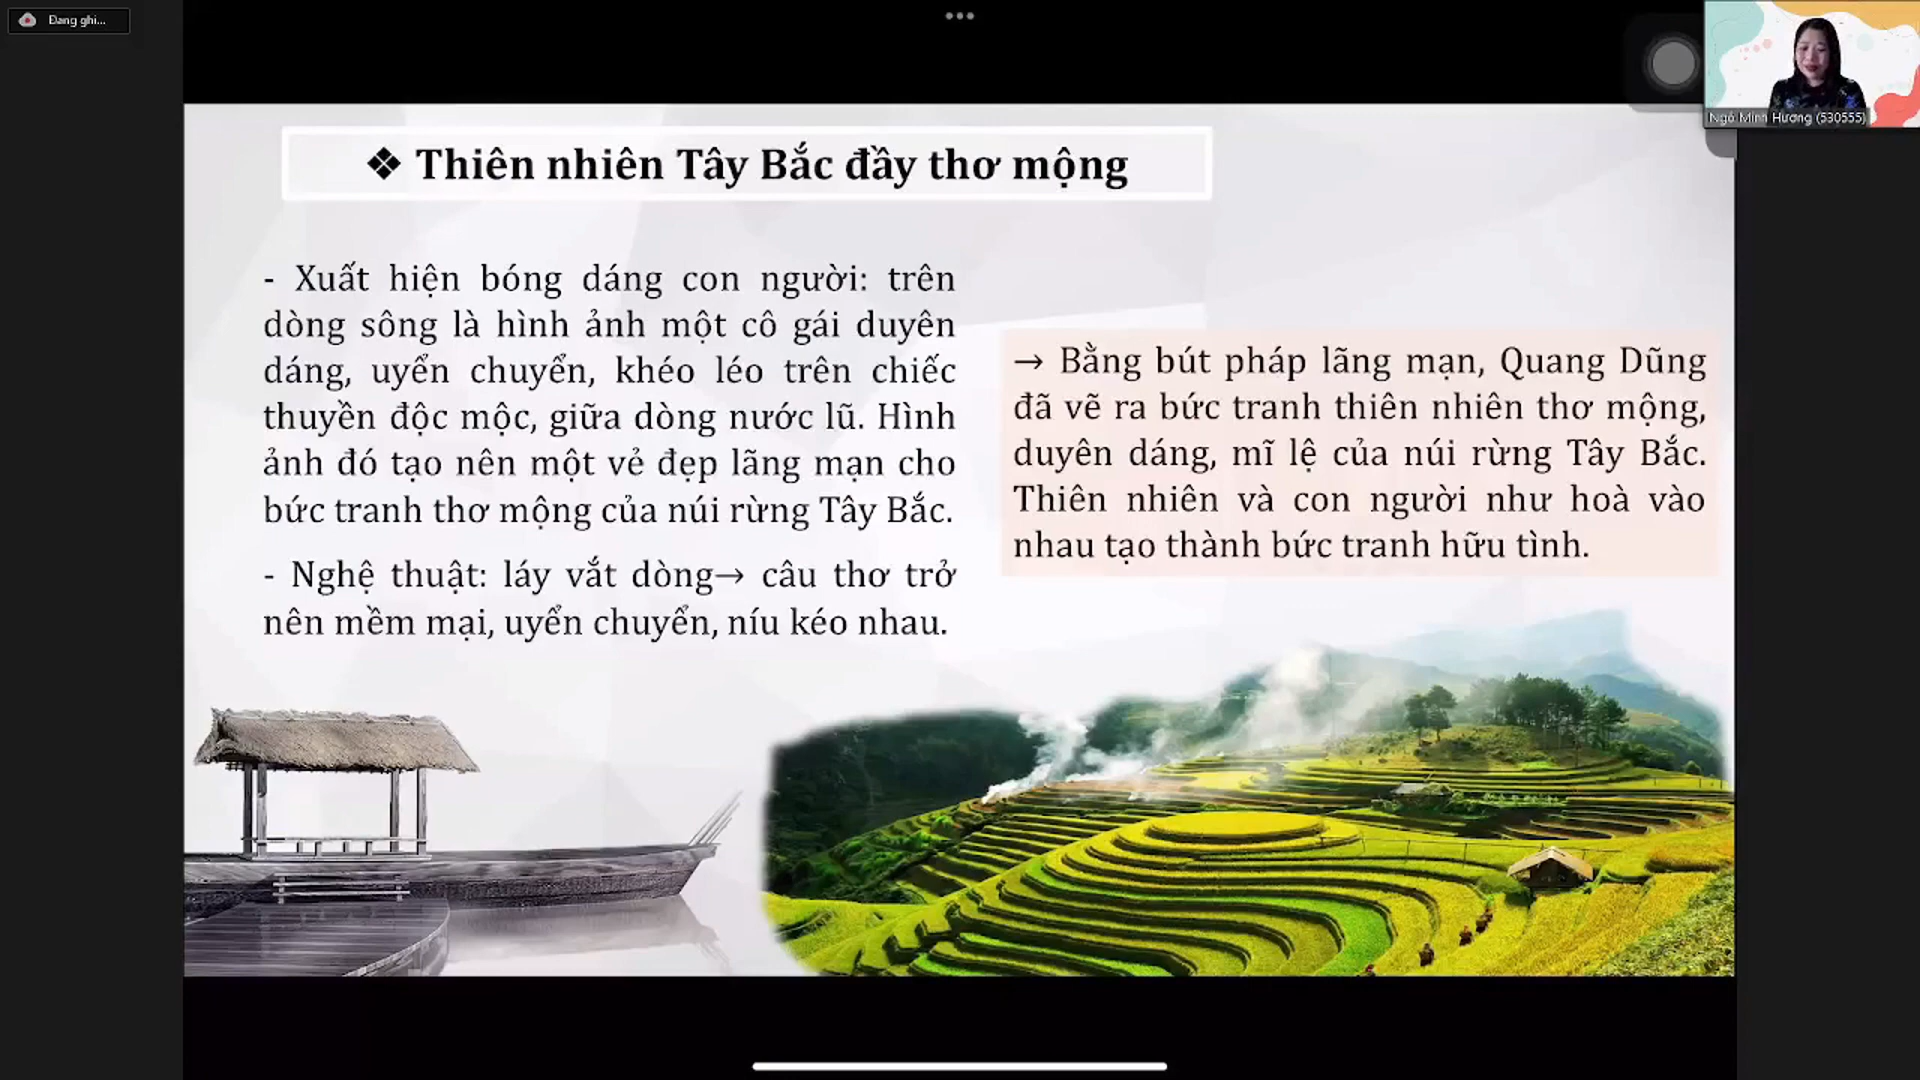 Đang ghi...
Ngô Minh Hương (530555)
❖ Thiên nhiên Tây Bắc đầy thơ mộng
- Xuất hiện bóng dáng con người: trên
dòng sông là hình ảnh một cô gái duyên
dáng, uyển chuyển, khéo léo trên chiếc
thuyền độc mộc, giữa dòng nước lũ. Hình
ảnh đó tạo nên một vẻ đẹp lãng mạn cho
bức tranh thơ mộng của núi rừng Tây Bắc.
- Nghệ thuật: láy vắt dòng→ câu thơ trở
nên mềm mại, uyển chuyển, níu kéo nhau.
→ Bằng bút pháp lãng mạn, Quang Dũng
đã vẽ ra bức tranh thiên nhiên thơ mộng,
duyên dáng, mĩ lệ của núi rừng Tây Bắc.
Thiên nhiên và con người như hoà vào
nhau tạo thành bức tranh hữu tình.